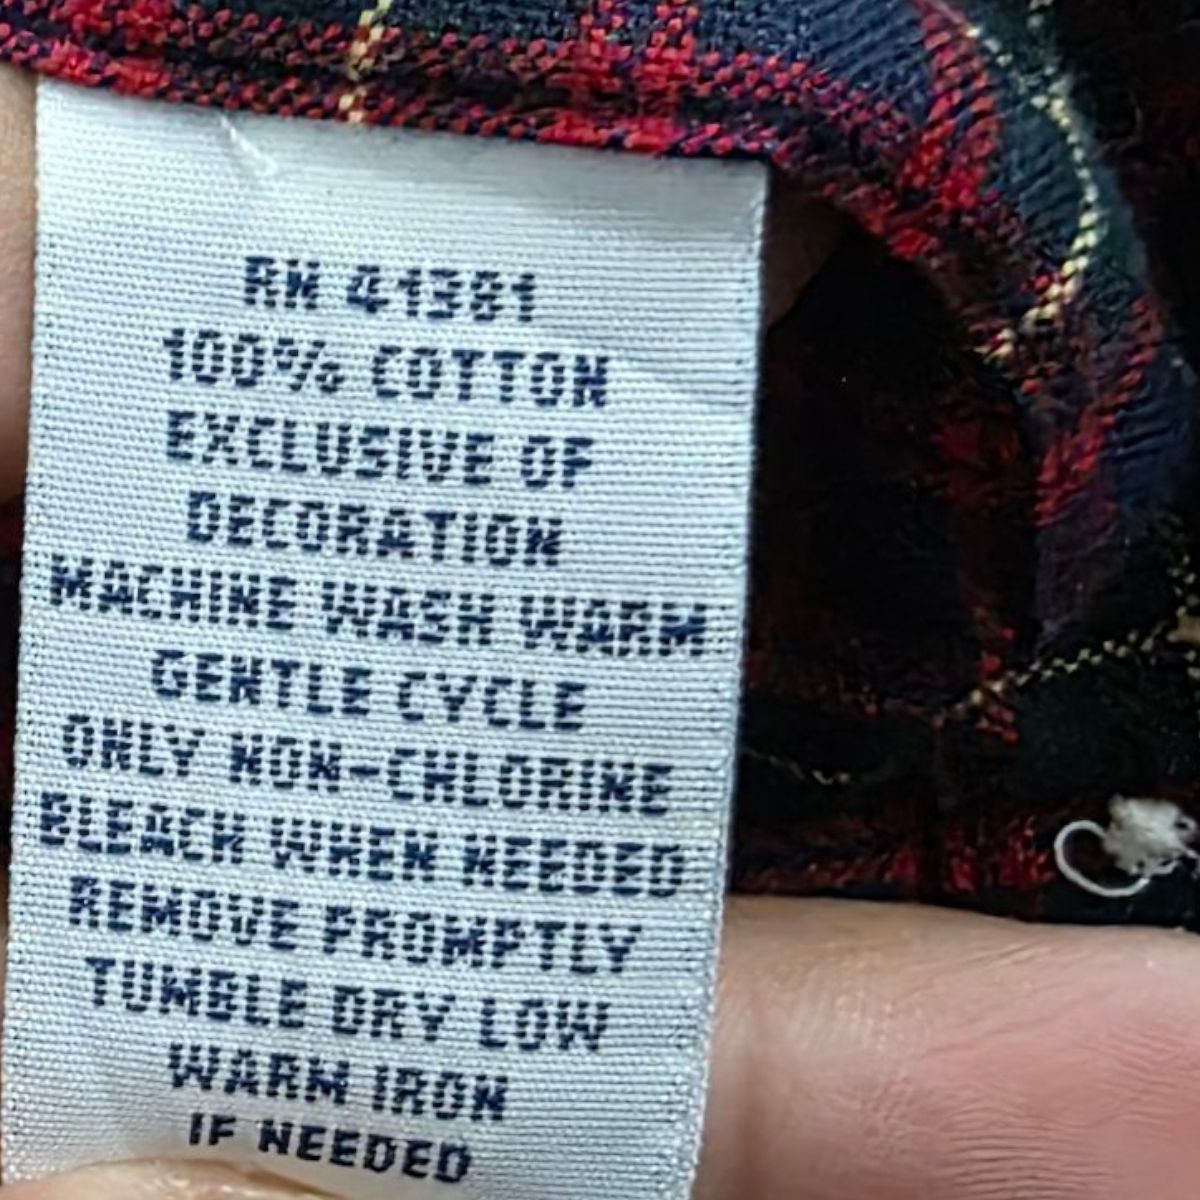 RN 41381
100% COTTON
EXCLUSIVE OF
DECORATION
MACHINE WASH WARM
GENTLE CYCLE
ONLY NON-CHLORINE
BLEACH WHEN NEEDED
REMOVE PROMPTLY
TUMBLE DRY LOW
WARM IRON
IF NEEDED